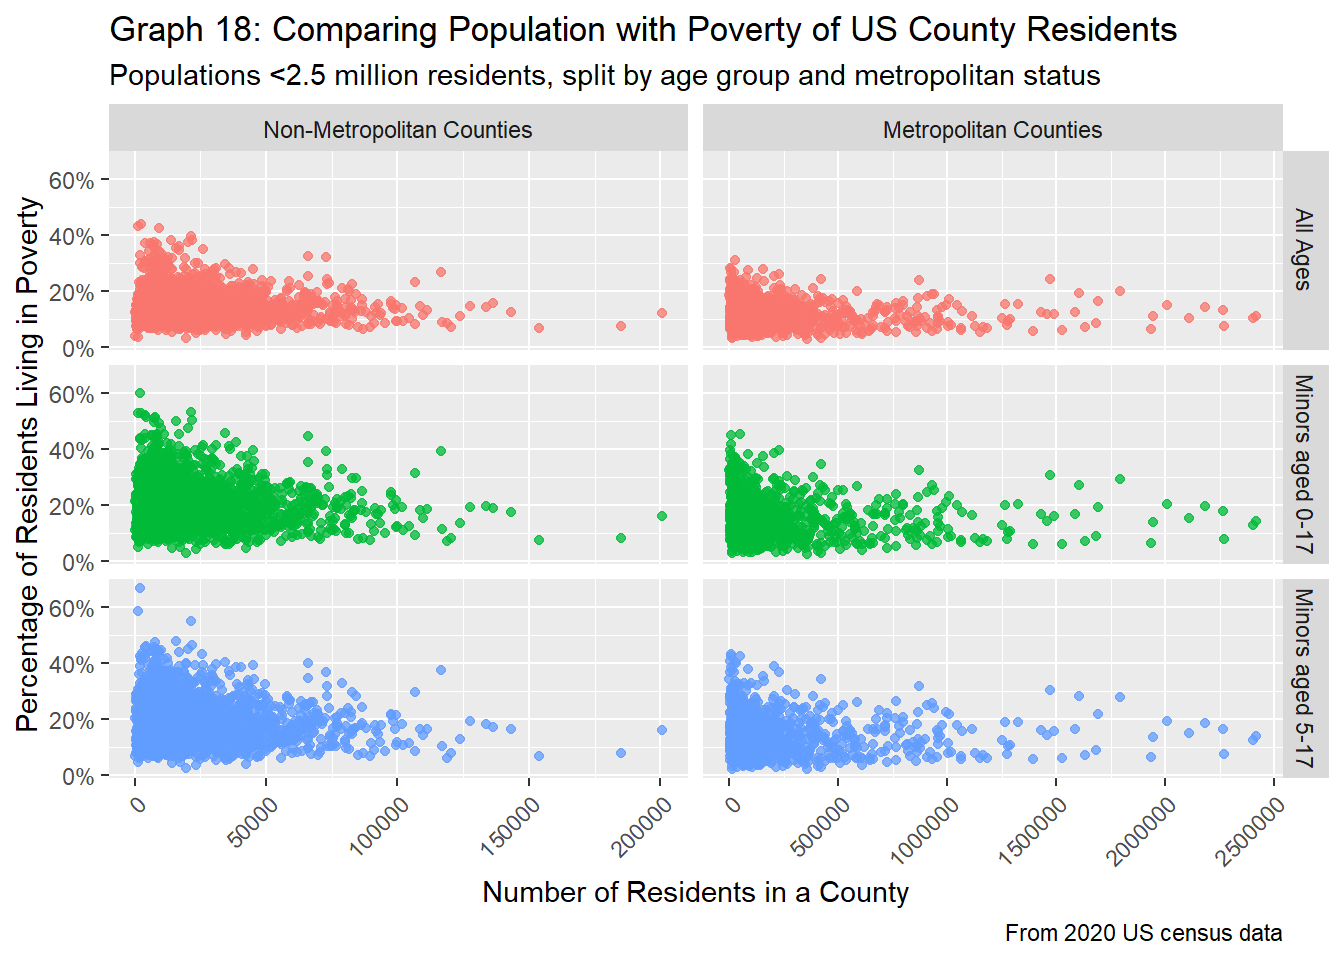 Graph 18: Comparing Population with Poverty of US County Residents
Populations <2.5 million residents, split by age group and metropolitan status
Non-Metropolitan Counties
Metropolitan Counties
Percentage of Residents Living in Poverty
60%
40%
20%
0%
All Ages
60%
40%
20%
0%
Minors aged 0-17
60%
40%
20%
0%
Minors aged 5-17
0
50000
100000
150000
200000
0
500000
1000000
1500000
2000000
2500000
Number of Residents in a County
From 2020 US census data